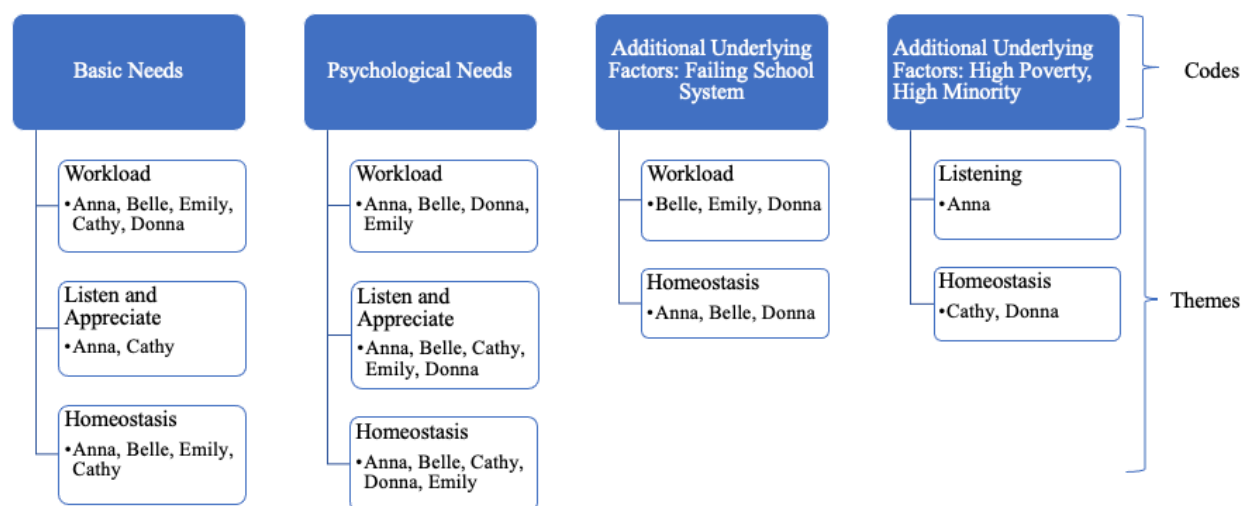 Basic Needs
Workload
•Anna, Belle, Emily,
Cathy, Donna
Listen and
Appreciate
•Anna, Cathy
Homeostasis
•Anna, Belle, Emily,
Cathy
Psychological Needs
Workload
•Anna, Belle, Donna,
Emily
Listen and
Appreciate
•Anna, Belle, Cathy,
Emily, Donna
Homeostasis
•Anna, Belle, Cathy,
Donna, Emily
Additional Underlying
Factors: Failing School
System
Workload
•Belle, Emily, Donna
Homeostasis
•Anna, Belle, Donna
Additional Underlying
Factors: High Poverty,
High Minority
Listening
•Anna
Homeostasis
•Cathy, Donna
Codes
Themes